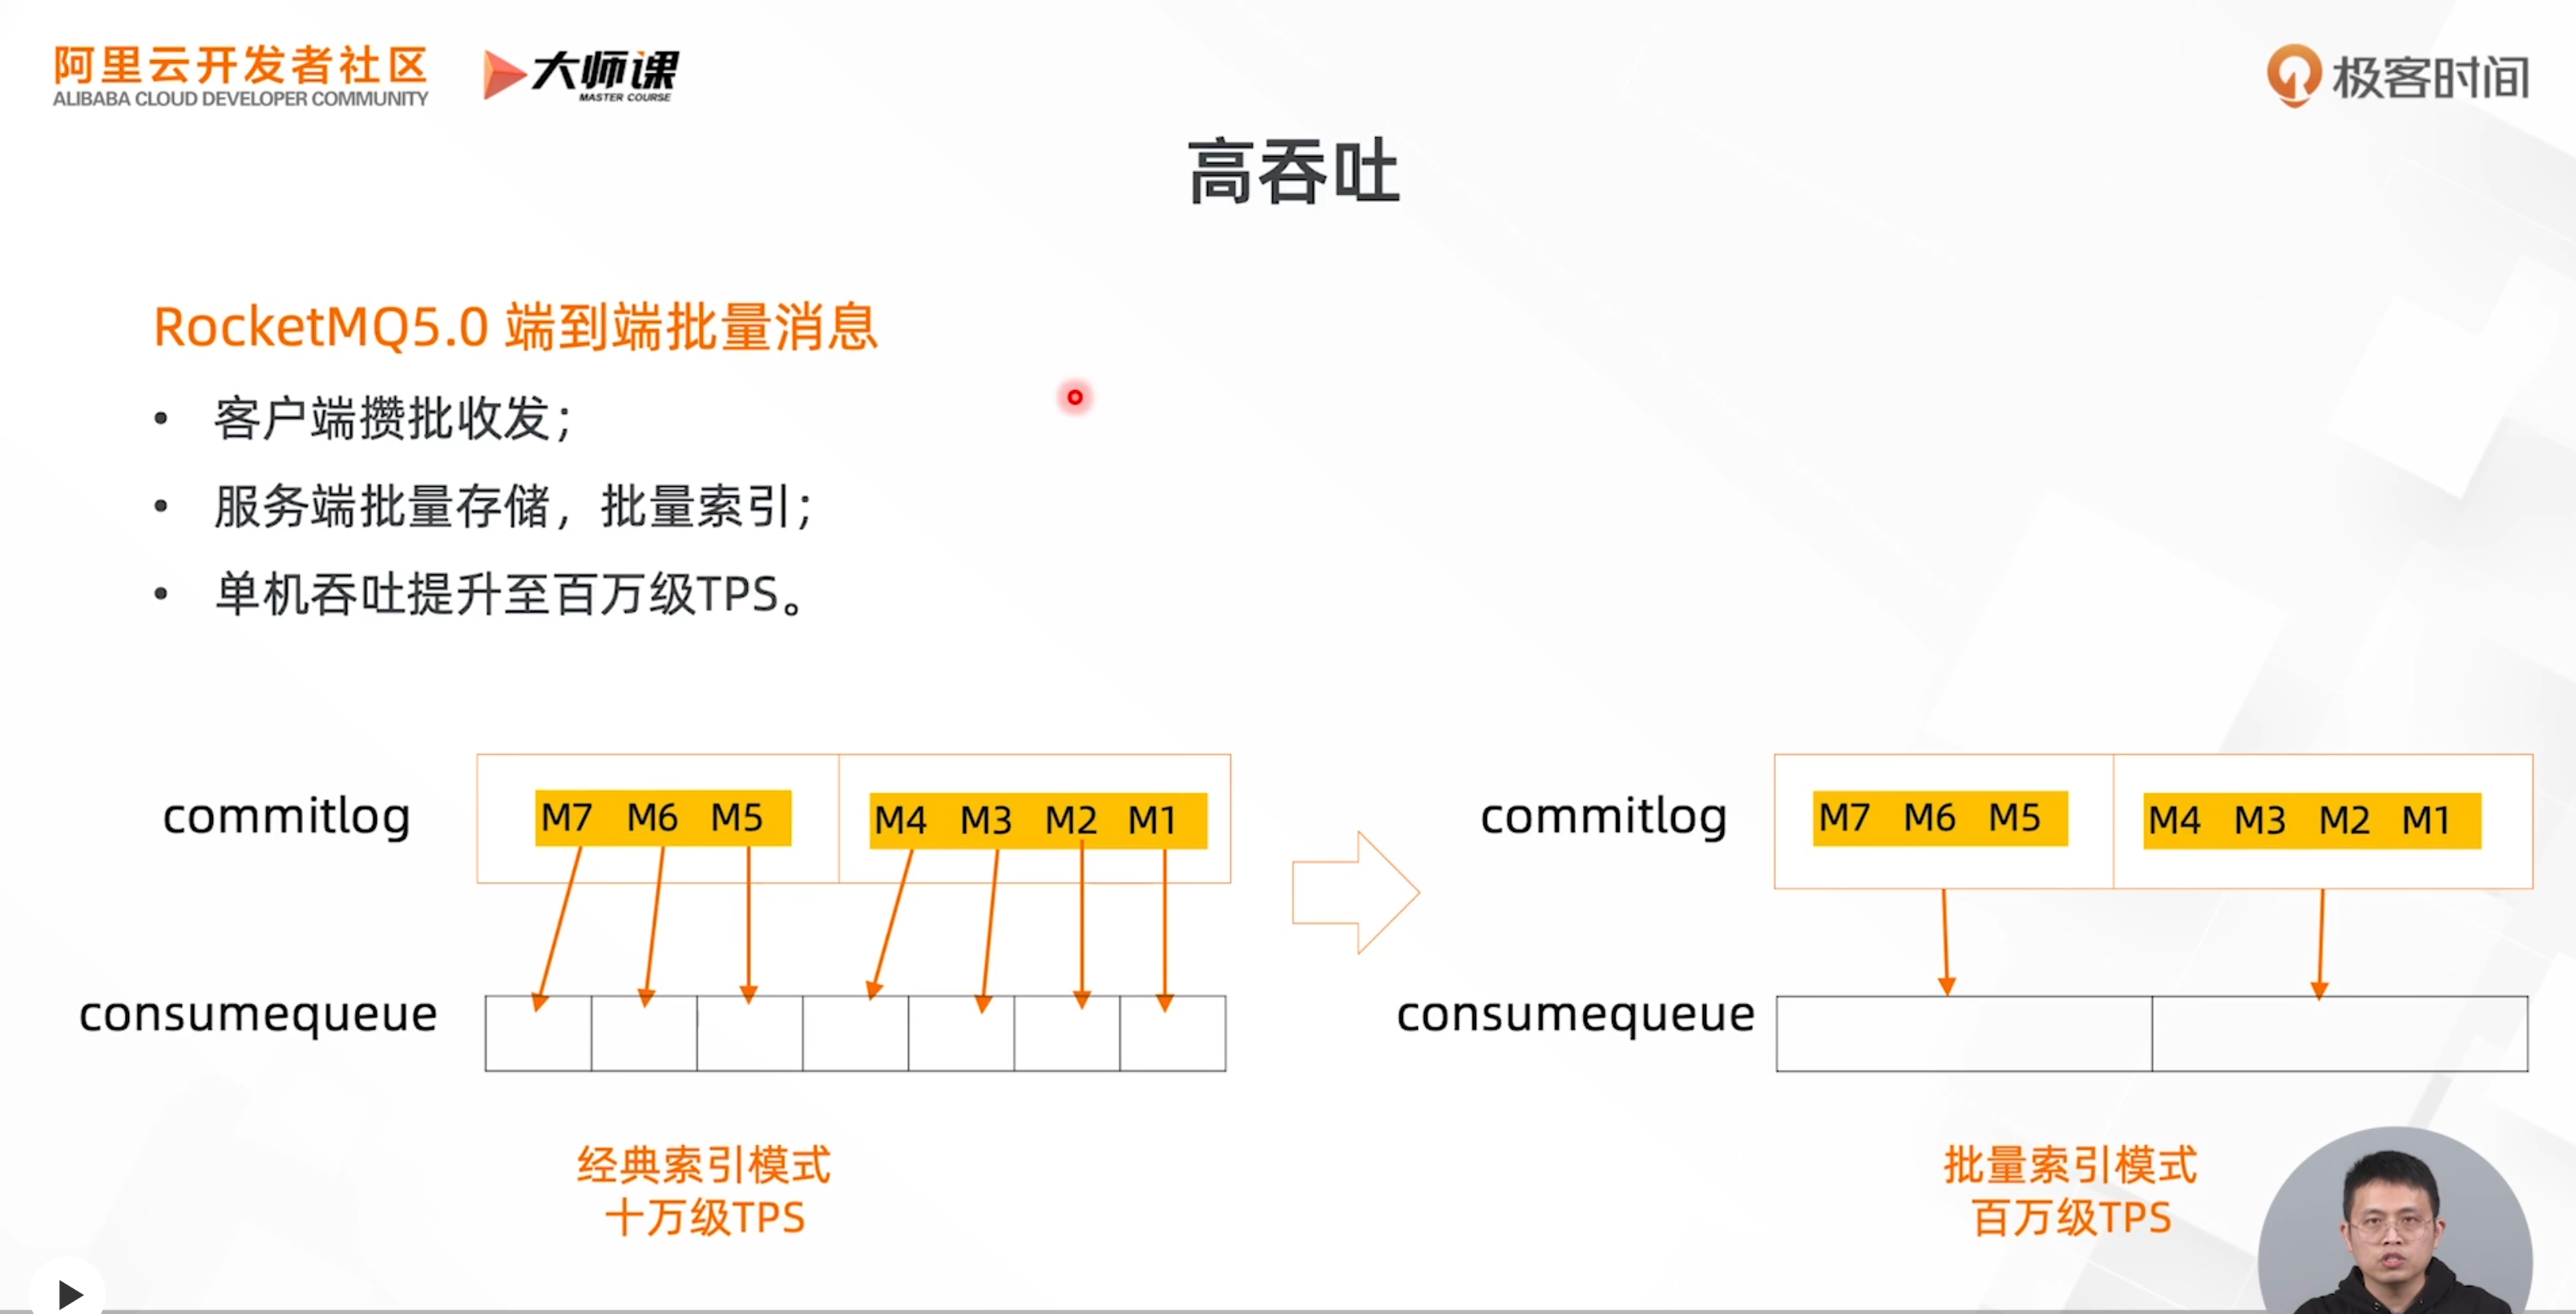 阿里云开发者社区
ALIBABA CLOUD DEVELOPER COMMUNITY
大师课
MASTER COURSE
极客时间
高吞吐
RocketMQ5.0 端到端批量消息
• 客户端攒批收发；
• 服务端批量存储，批量索引；
• 单机吞吐提升至百万级TPS。
commitlog
M7 M6 M5
M4 M3 M2 M1
consumequeue
经典索引模式
十万级TPS
commitlog
M7 M6 M5
M4 M3 M2 M1
consumequeue
批量索引模式
百万级TPS